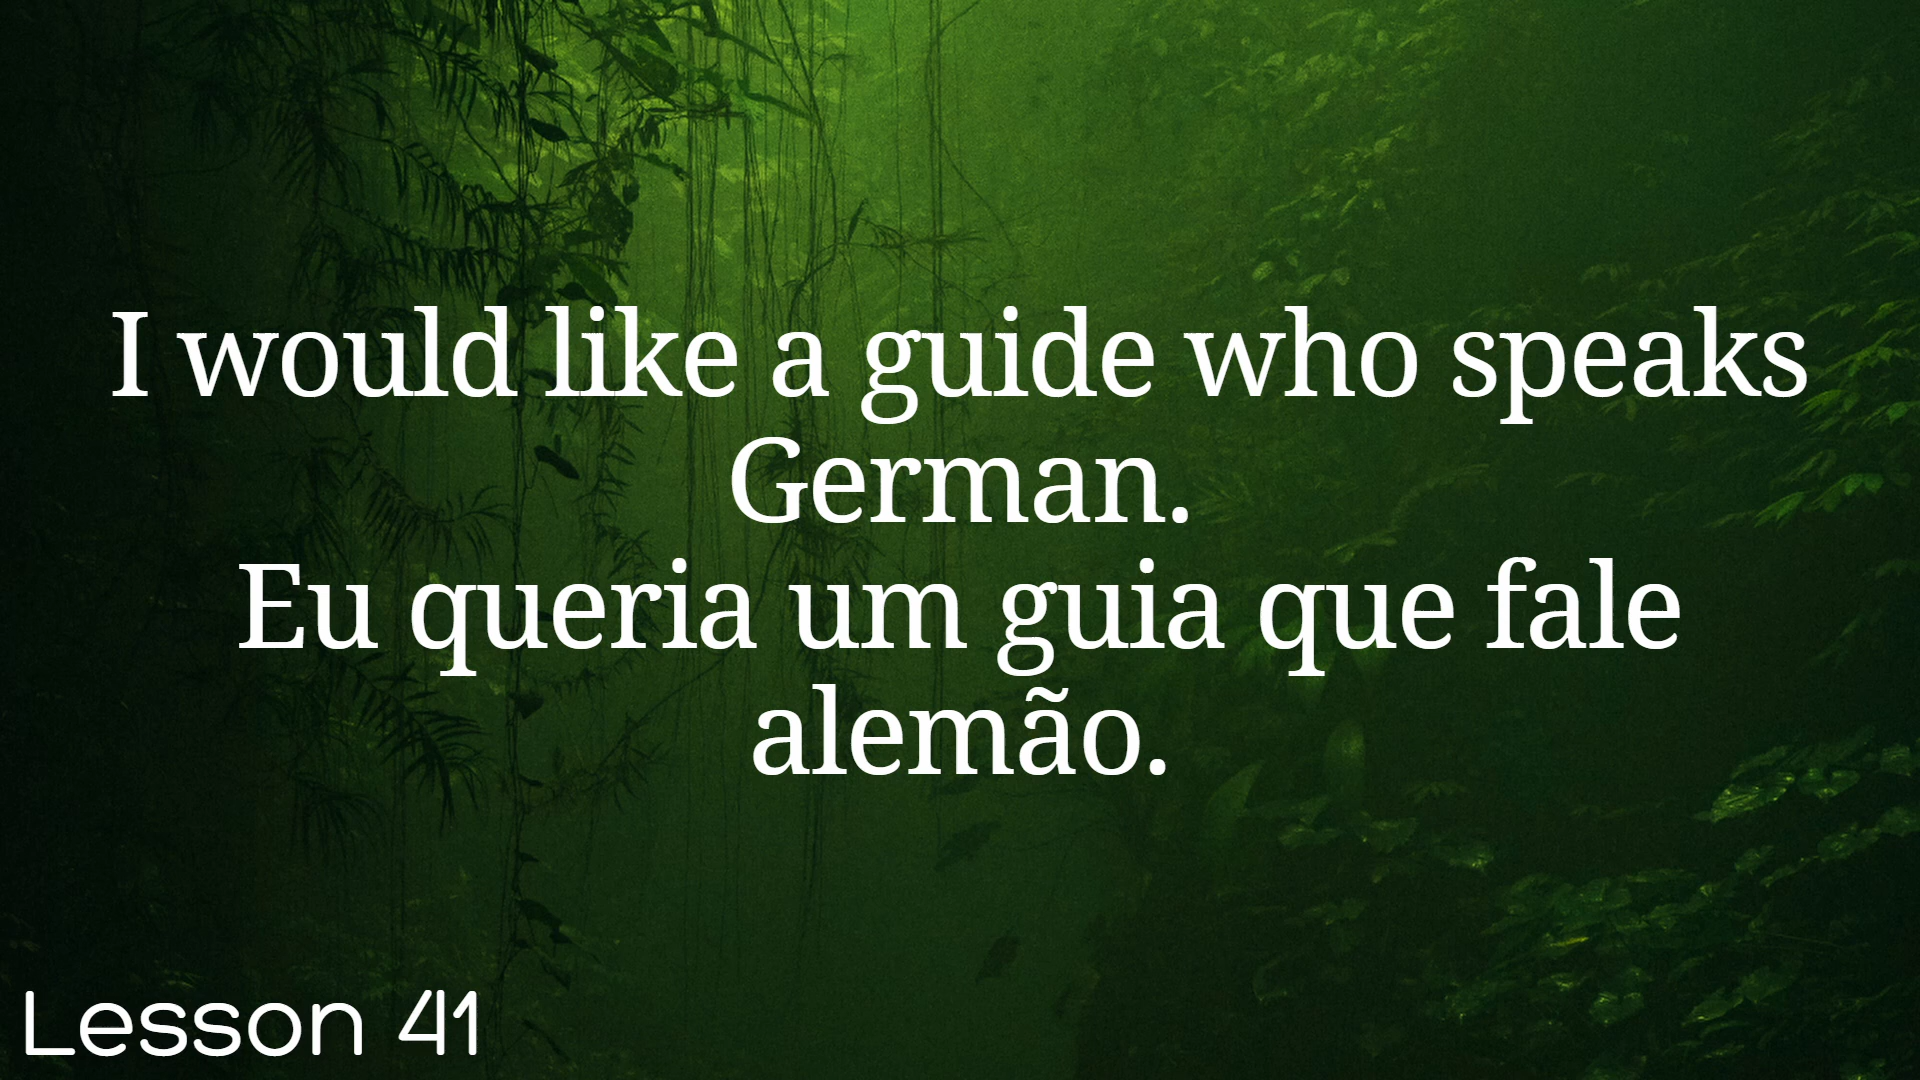 I would like a guide who speaks
German.
Eu queria um guia que fale
alemão.
Lesson 41